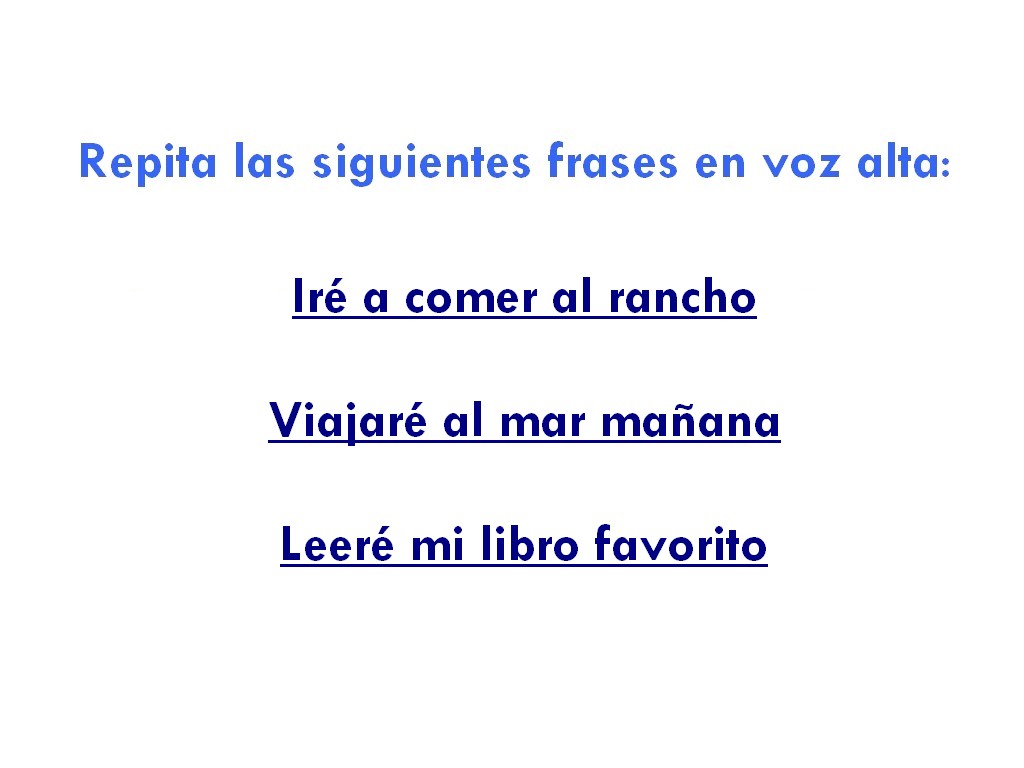 Repita las siguientes frases en voz alta:
Iré a comer al rancho
Viajaré al mar mañana
Leeré mi libro favorito